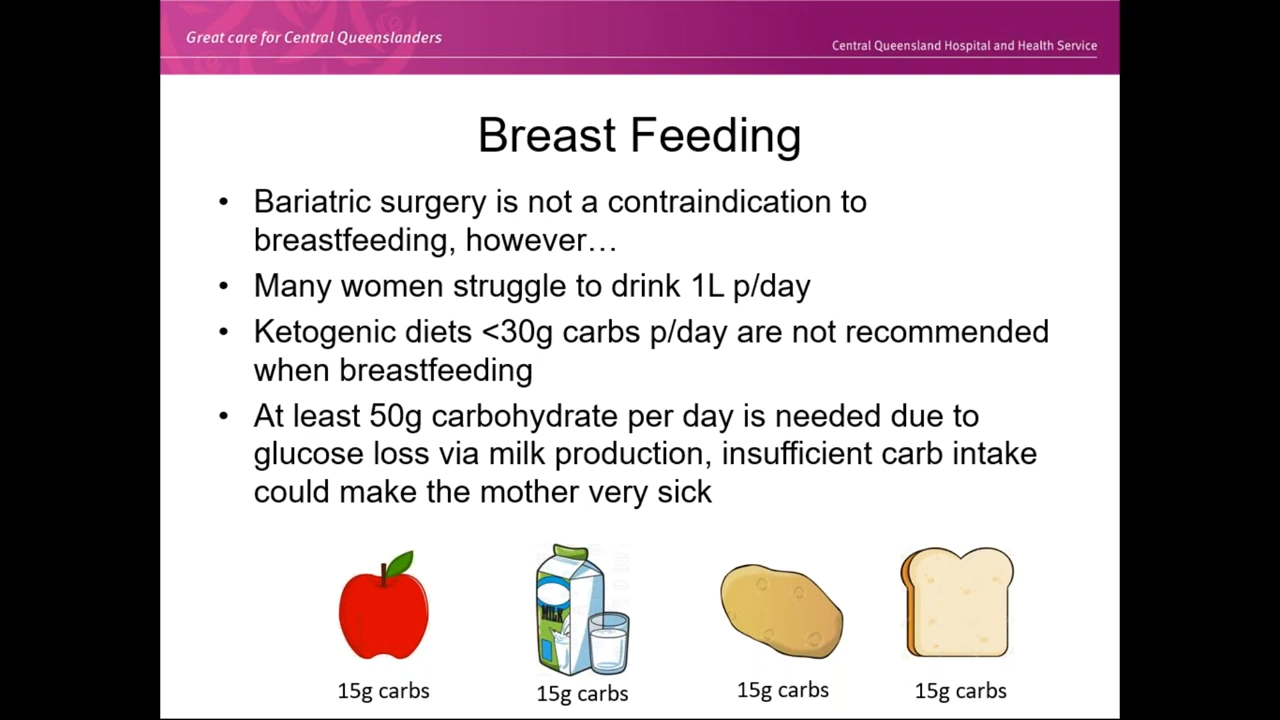 Great care for Central Queenslanders
Central Queensland Hospital and Health Service
Breast Feeding
• Bariatric surgery is not a contraindication to
breastfeeding, however…
• Many women struggle to drink 1L p/day
• Ketogenic diets <30g carbs p/day are not recommended
when breastfeeding
• At least 50g carbohydrate per day is needed due to
glucose loss via milk production, insufficient carb intake
could make the mother very sick
MILK
15g carbs
15g carbs
15g carbs
15g carbs